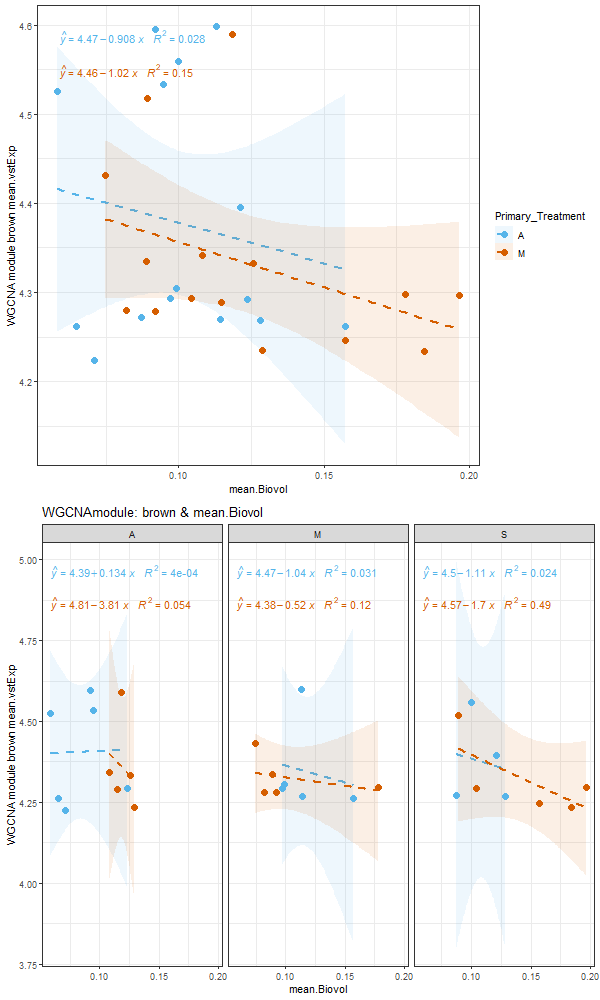 4.6
4.5
4.4
4.3
4.2
WGCNA module brown mean.vstExp
ŷ = 4.47 − 0.908 x R² = 0.028
ŷ = 4.46 − 1.02 x R² = 0.15
0.10
0.15
0.20
mean.Biovol
Primary_Treatment
A
M
WGCNAmodule: brown & mean.Biovol
A
M
S
5.00
4.75
4.50
4.25
4.00
3.75
WGCNA module brown mean.vstExp
ŷ = 4.39 + 0.134 x R² = 4e-04
ŷ = 4.81 − 3.81 x R² = 0.054
ŷ = 4.47 − 1.04 x R² = 0.031
ŷ = 4.38 − 0.52 x R² = 0.12
ŷ = 4.5 − 1.11 x R² = 0.024
ŷ = 4.57 − 1.7 x R² = 0.49
0.10 0.15 0.20
0.10 0.15 0.20
0.10 0.15 0.20
mean.Biovol